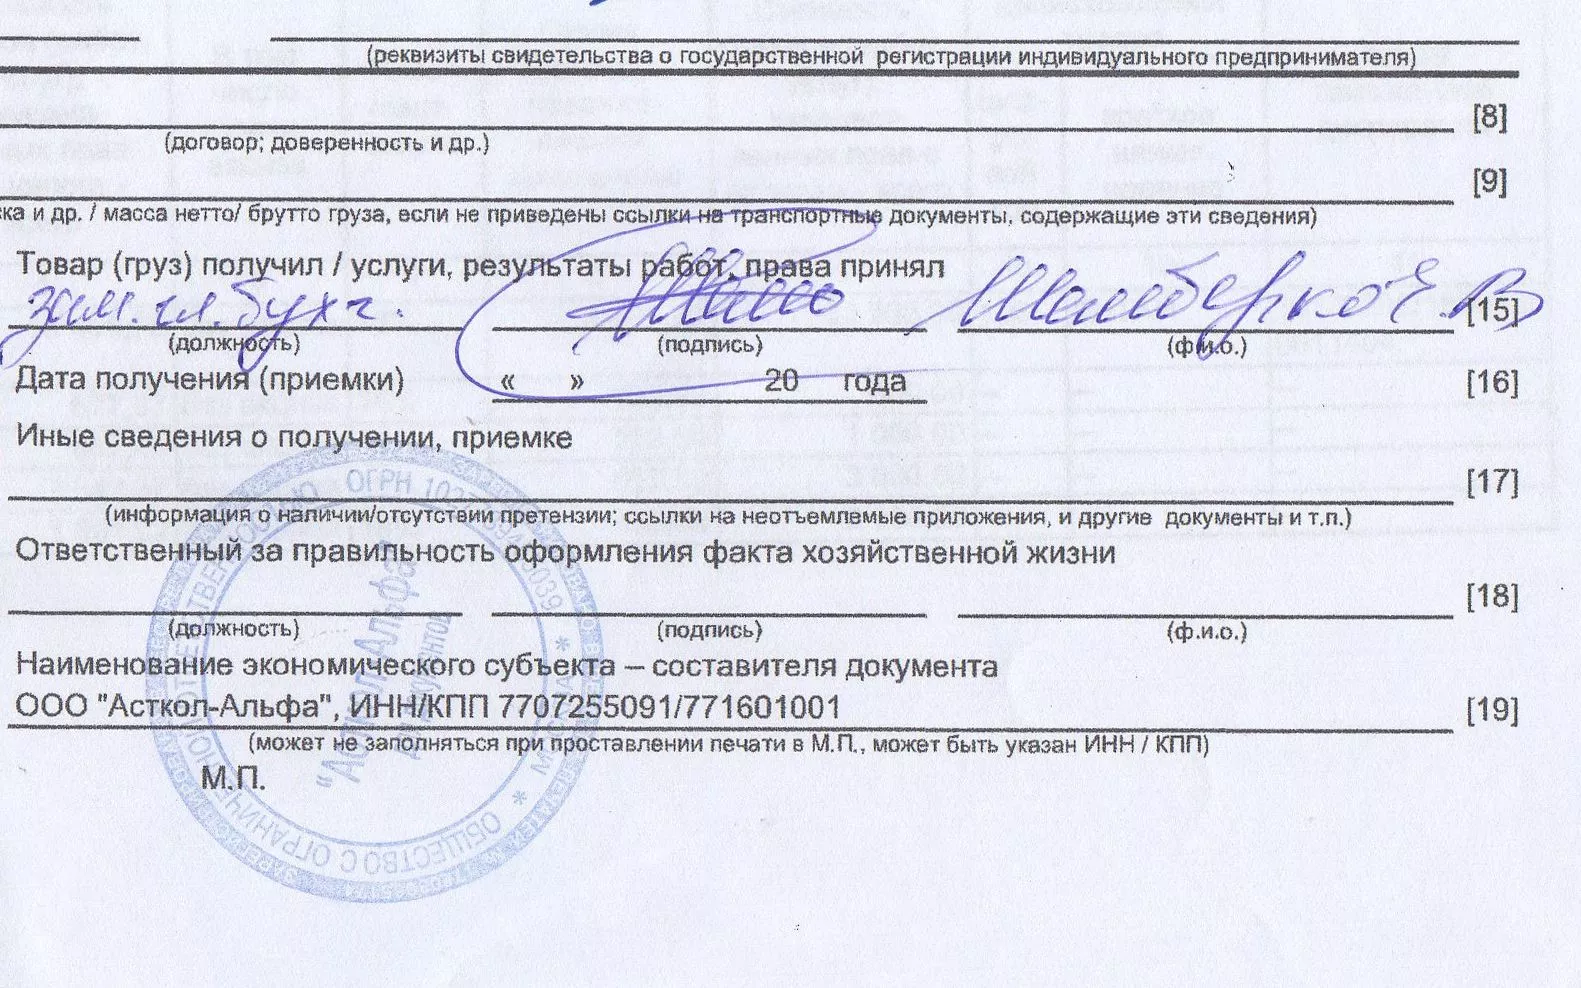 (реквизиты свидетельства о государственной регистрации индивидуального предпринимателя)
[8]
(договор; доверенность и др.)
[9]
ка и др. / масса нетто/ брутто груза, если не приведены ссылки на транспортные документы, содержащие эти сведения)
Товар (груз) получил / услуги, результаты работ, права принял
зам. гл. бухг. [15]
(должность) (подпись) (ф.и.о.)
Дата получения (приемки) « » 20 года [16]
Иные сведения о получении, приемке
[17]
(информация о наличии/отсутствии претензии; ссылки на неотъемлемые приложения, и другие документы и т.п.)
Ответственный за правильность оформления факта хозяйственной жизни
[18]
(должность) (подпись) (ф.и.о.)
Наименование экономического субъекта – составителя документа
ООО "Асткол-Альфа", ИНН/КПП 7707255091/771601001 [19]
(может не заполняться при проставлении печати в М.П., может быть указан ИНН / КПП)
М.П.
ОБЩЕСТВО С ОГРАНИЧЕННОЙ ОТВЕТСТВЕННОСТЬЮ ОГРН
* МОСКВА *
"Асткол-Альфа"
документов